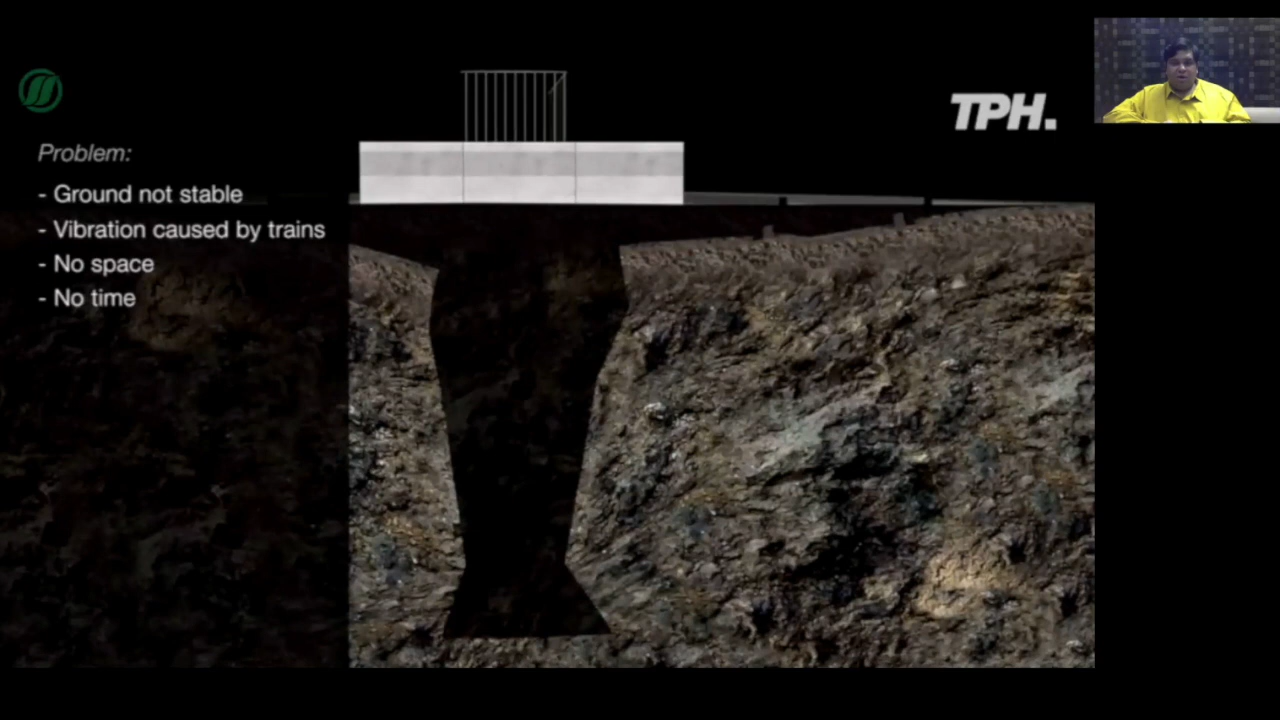 TPH.
Problem:
- Ground not stable
- Vibration caused by trains
- No space
- No time